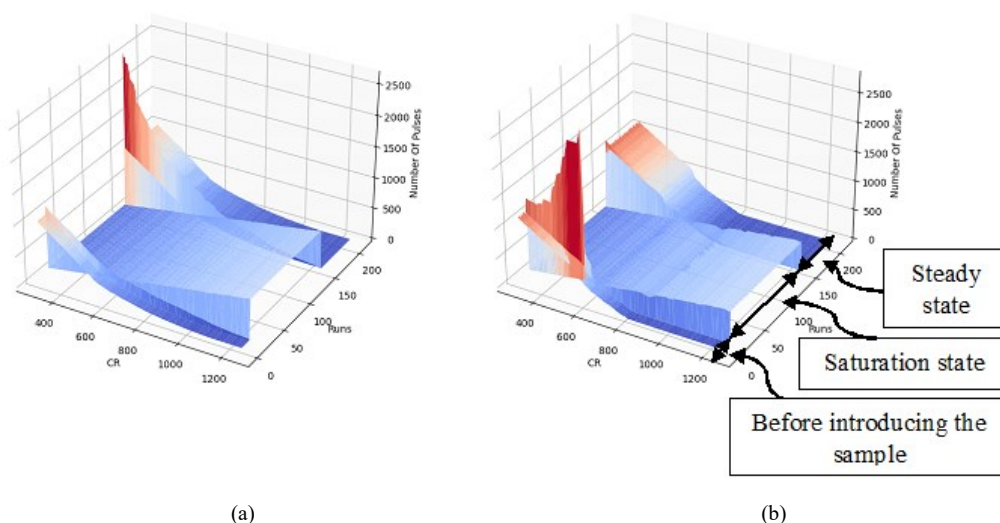 2500
2000
1500
1000
500
0
Number Of Pulses
200
150
100
50
0
Runs
400
600
800
1000
1200
CR
2500
2000
1500
1000
500
0
Number Of Pulses
200
150
100
50
0
Runs
400
600
800
1000
1200
CR
Steady
state
Saturation state
Before introducing the
sample
(a)
(b)